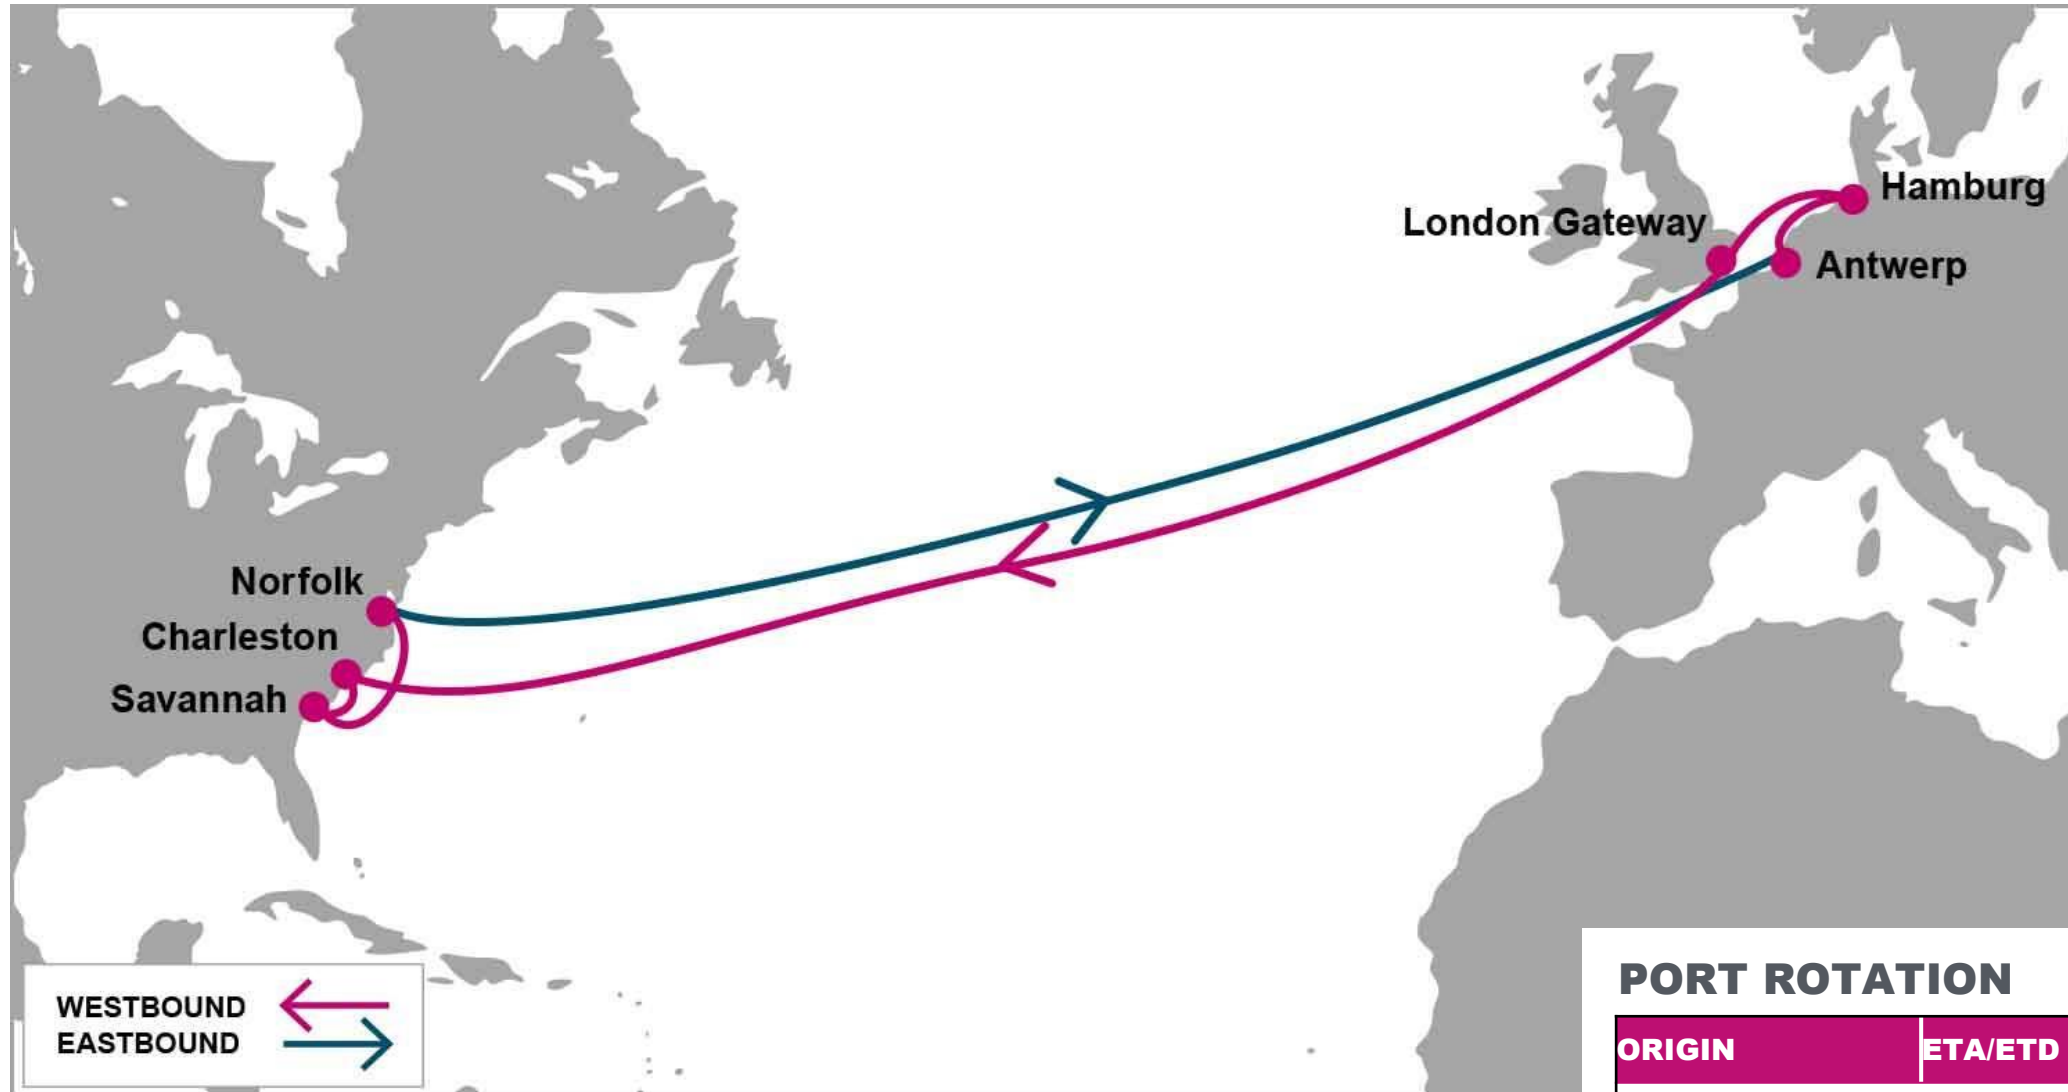 Hamburg
London Gateway
Antwerp
Norfolk
Charleston
Savannah
WESTBOUND
EASTBOUND
PORT ROTATION
ORIGIN ETA/ETD